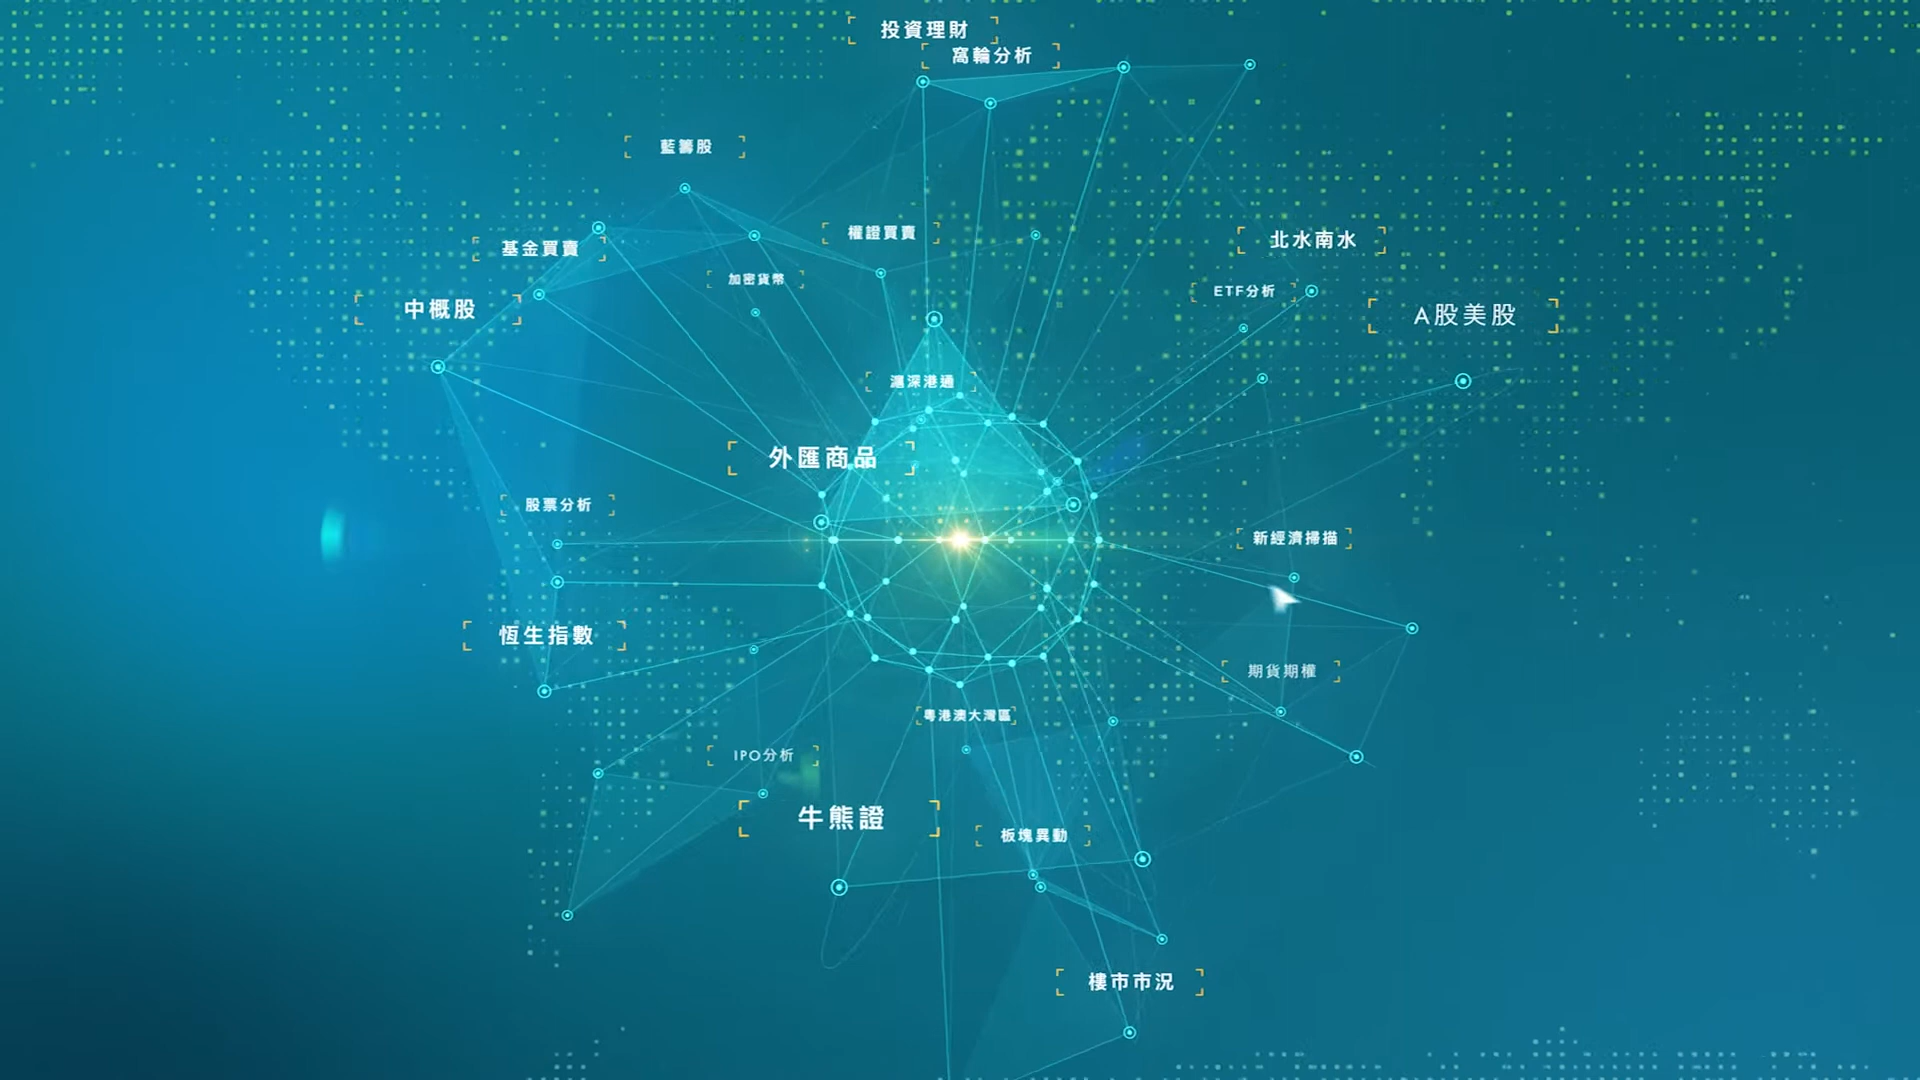 投資理財
窩輪分析
藍籌股
權證買賣
北水南水
基金買賣
加密貨幣
ETF分析
中概股
A股美股
滬深港通
外匯商品
股票分析
新經濟掃描
恆生指數
期貨期權
粵港澳大灣區
IPO分析
牛熊證
板塊異動
樓市市況